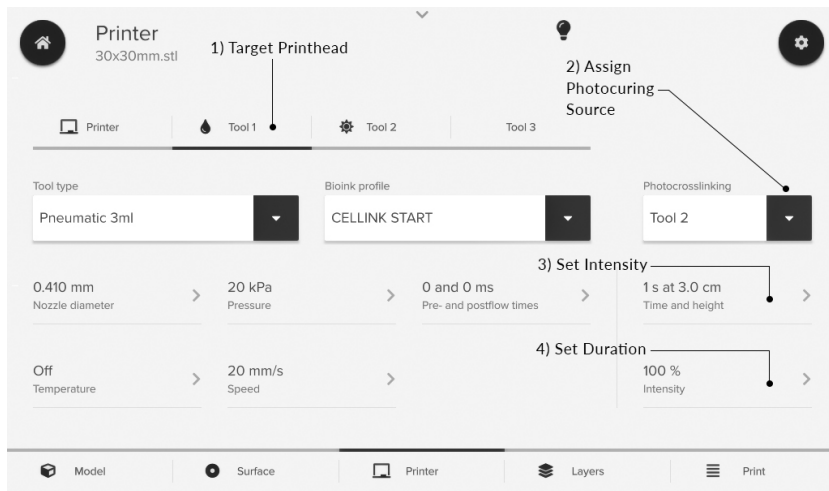 Printer
30x30mm.stl
1) Target Printhead
2) Assign
Photocuring
Source
Printer
Tool 1
Tool 2
Tool 3
Tool type
Bioink profile
Photocrosslinking
Pneumatic 3ml
CELLINK START
Tool 2
3) Set Intensity
0.410 mm
Nozzle diameter
20 kPa
Pressure
0 and 0 ms
Pre- and postflow times
1 s at 3.0 cm
Time and height
4) Set Duration
Off
Temperature
20 mm/s
Speed
100 %
Intensity
Model
Surface
Printer
Layers
Print